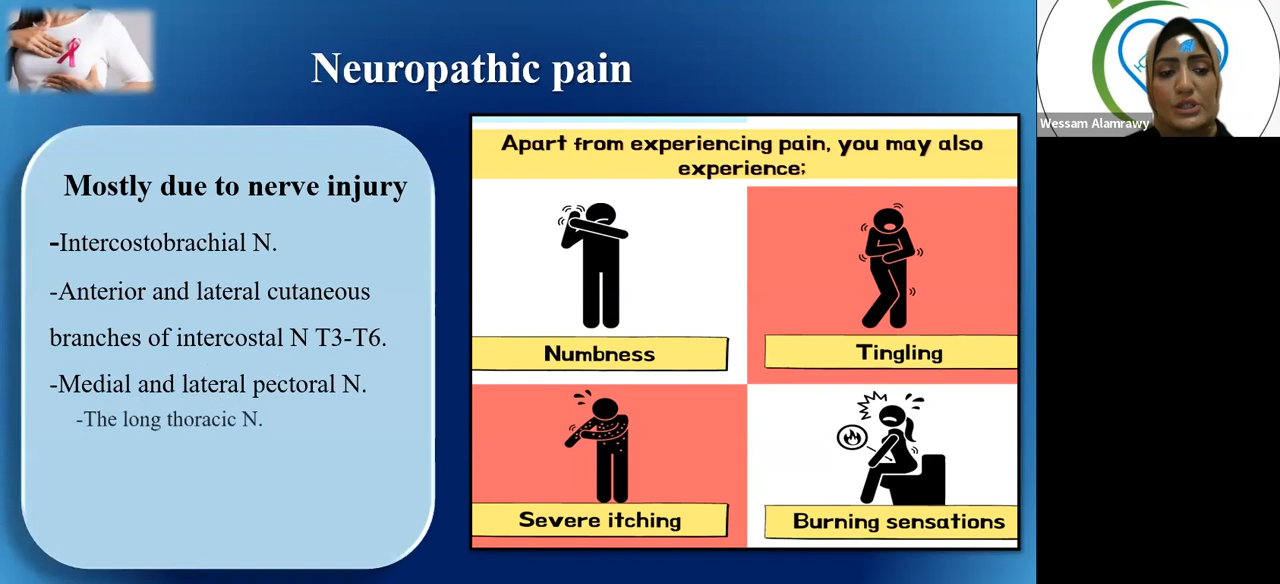 Neuropathic pain
Mostly due to nerve injury
-Intercostobrachial N.
-Anterior and lateral cutaneous
branches of intercostal N T3-T6.
-Medial and lateral pectoral N.
-The long thoracic N.
Apart from experiencing pain, you may also
experience;
Numbness
Tingling
Severe itching
Burning sensations
Wessam Alamrawy